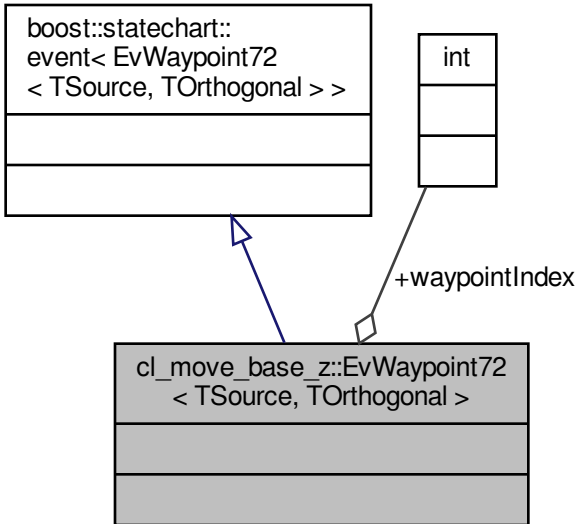 boost::statechart::
event< EvWaypoint72
< TSource, TOrthogonal > >
int
+waypointIndex
cl_move_base_z::EvWaypoint72
< TSource, TOrthogonal >